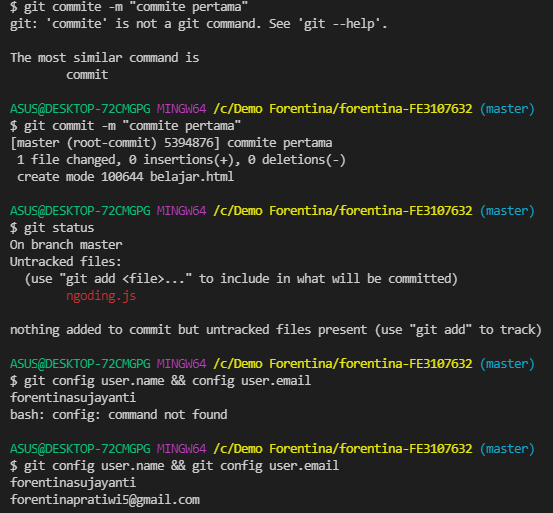 $ git commite -m "commite pertama"
git: 'commite' is not a git command. See 'git --help'.
The most similar command is
commit
ASUS@DESKTOP-72CMGPG MINGW64 /c/Demo Forentina/forentina-FE3107632 (master)
$ git commit -m "commite pertama"
[master (root-commit) 5394876] commite pertama
1 file changed, 0 insertions(+), 0 deletions(-)
create mode 100644 belajar.html
ASUS@DESKTOP-72CMGPG MINGW64 /c/Demo Forentina/forentina-FE3107632 (master)
$ git status
On branch master
Untracked files:
(use "git add <file>..." to include in what will be committed)
ngoding.js
nothing added to commit but untracked files present (use "git add" to track)
ASUS@DESKTOP-72CMGPG MINGW64 /c/Demo Forentina/forentina-FE3107632 (master)
$ git config user.name && config user.email
forentinasujayanti
bash: config: command not found
ASUS@DESKTOP-72CMGPG MINGW64 /c/Demo Forentina/forentina-FE3107632 (master)
$ git config user.name && git config user.email
forentinasujayanti
forentinapratiwi5@gmail.com